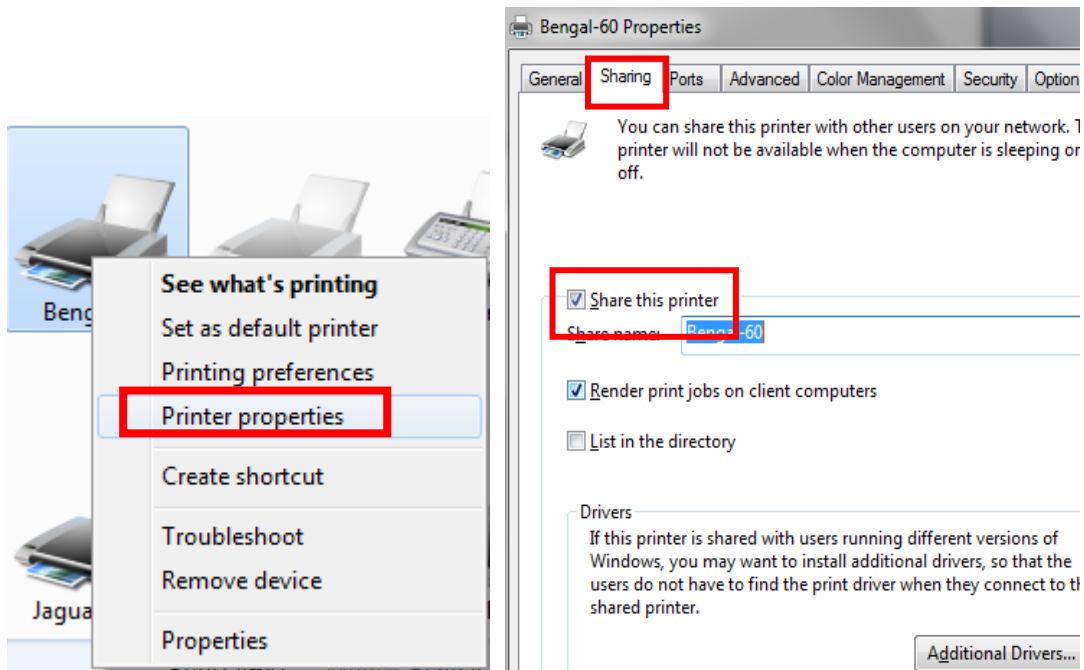 Beng
See what's printing
Set as default printer
Printing preferences
Printer properties
Create shortcut
Troubleshoot
Remove device
Jagua
Properties
Bengal-60 Properties
General Sharing Ports Advanced Color Management Security Option
You can share this printer with other users on your network. T
printer will not be available when the computer is sleeping or
off.
Share this printer
Share name: Bengal-60
Render print jobs on client computers
List in the directory
Drivers
If this printer is shared with users running different versions of
Windows, you may want to install additional drivers, so that the
users do not have to find the print driver when they connect to th
shared printer.
Additional Drivers...